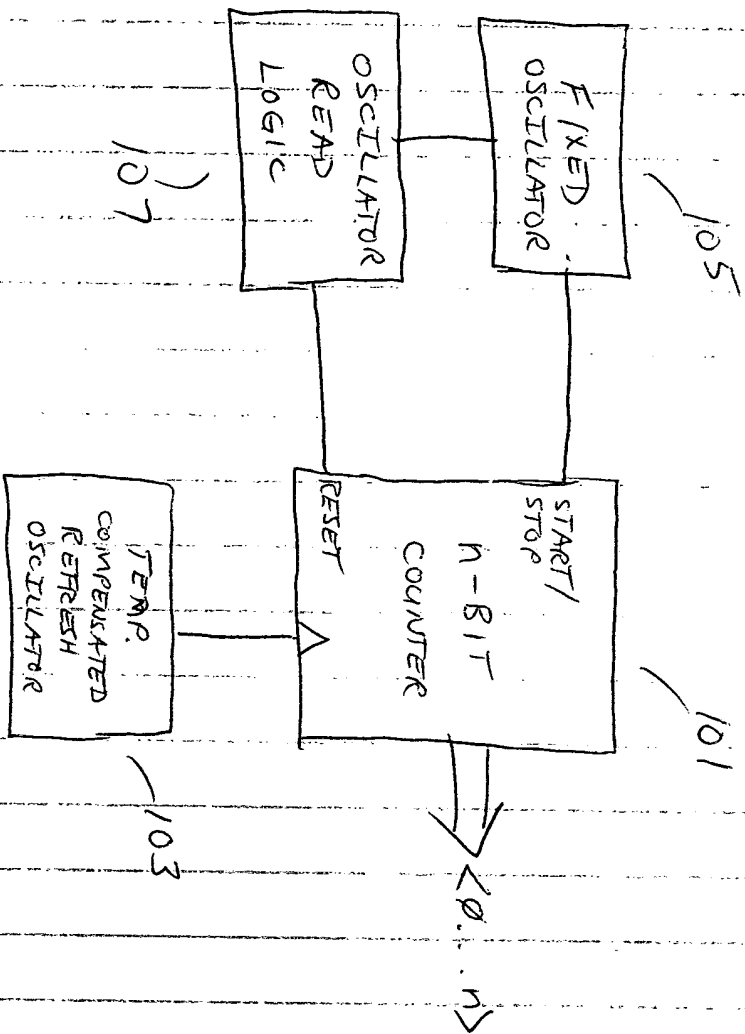 FIXED
OSCILLATOR
105
OSCILLATOR
READ
LOGIC
107
START/
STOP
n-BIT
COUNTER
RESET
101
<0...n>
TEMP.
COMPENSATED
REFRESH
OSCILLATOR
103